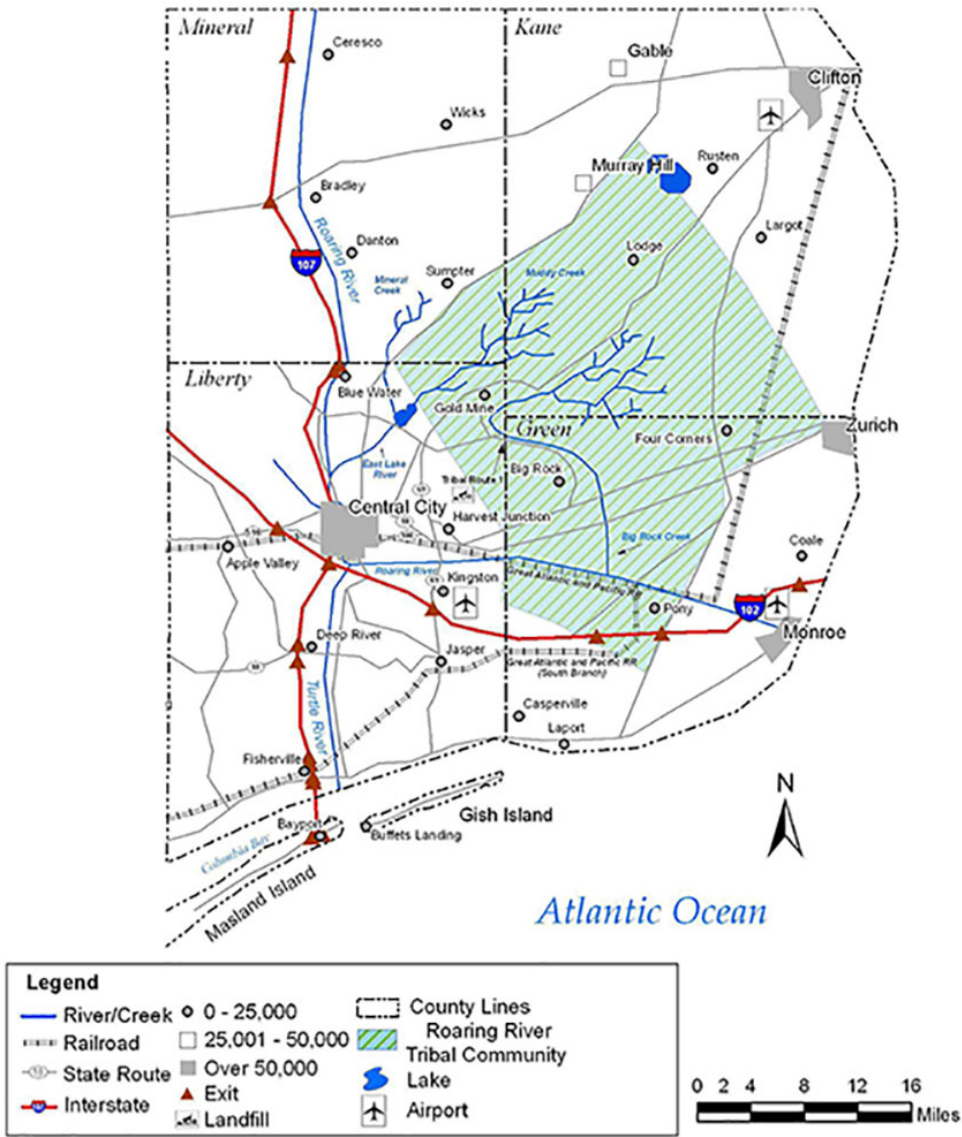 Mineral
Kane
Ceresco
Gable
Clifton
Wicks
Murray Hill
Rusten
Bradley
Roaring River
Largot
Danton
107
Lodge
Sumpter
Mineral
Creek
Muddy Creek
Liberty
Blue Water
Gold Mine
Green
Zurich
Four Corners
East Lake
River
Tribal Route 1
Big Rock
Central City
Harvest Junction
Big Rock Creek
Coale
Apple Valley
Roaring River
Kingston
Great Atlantic and Pacific RR
Pony
102
Monroe
Deep River
Jasper
Great Atlantic and Pacific RR
(South Branch)
Turtle River
Casperville
Laport
Fisherville
N
Gish Island
Bayport
Buffets Landing
Columbia Bay
Masland Island
Atlantic Ocean
Legend
River/Creek
Railroad
State Route
Interstate
0 - 25,000
25,001 - 50,000
Over 50,000
Exit
Landfill
County Lines
Roaring River
Tribal Community
Lake
Airport
0 2 4 8 12 16
Miles